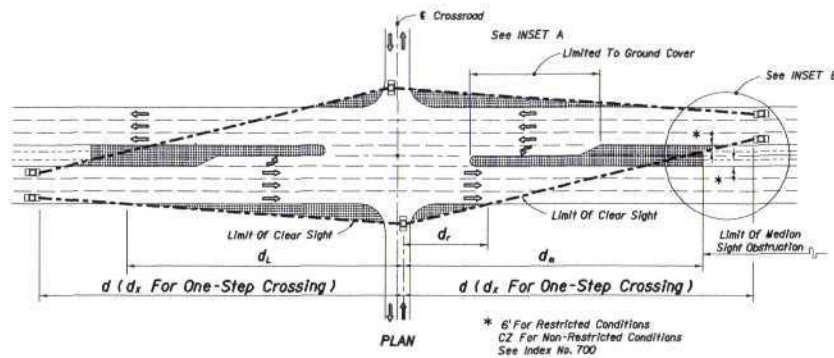 ℄ Crossroad
See INSET A
Limited To Ground Cover
See INSET B
*
*
Limit Of Clear Sight
Limit Of Clear Sight
Limit Of Median
Sight Obstruction
dr
dL
dm
d ( dx For One-Step Crossing )
d ( dx For One-Step Crossing )
PLAN
* 6' For Restricted Conditions
CZ For Non-Restricted Conditions
See Index No. 700